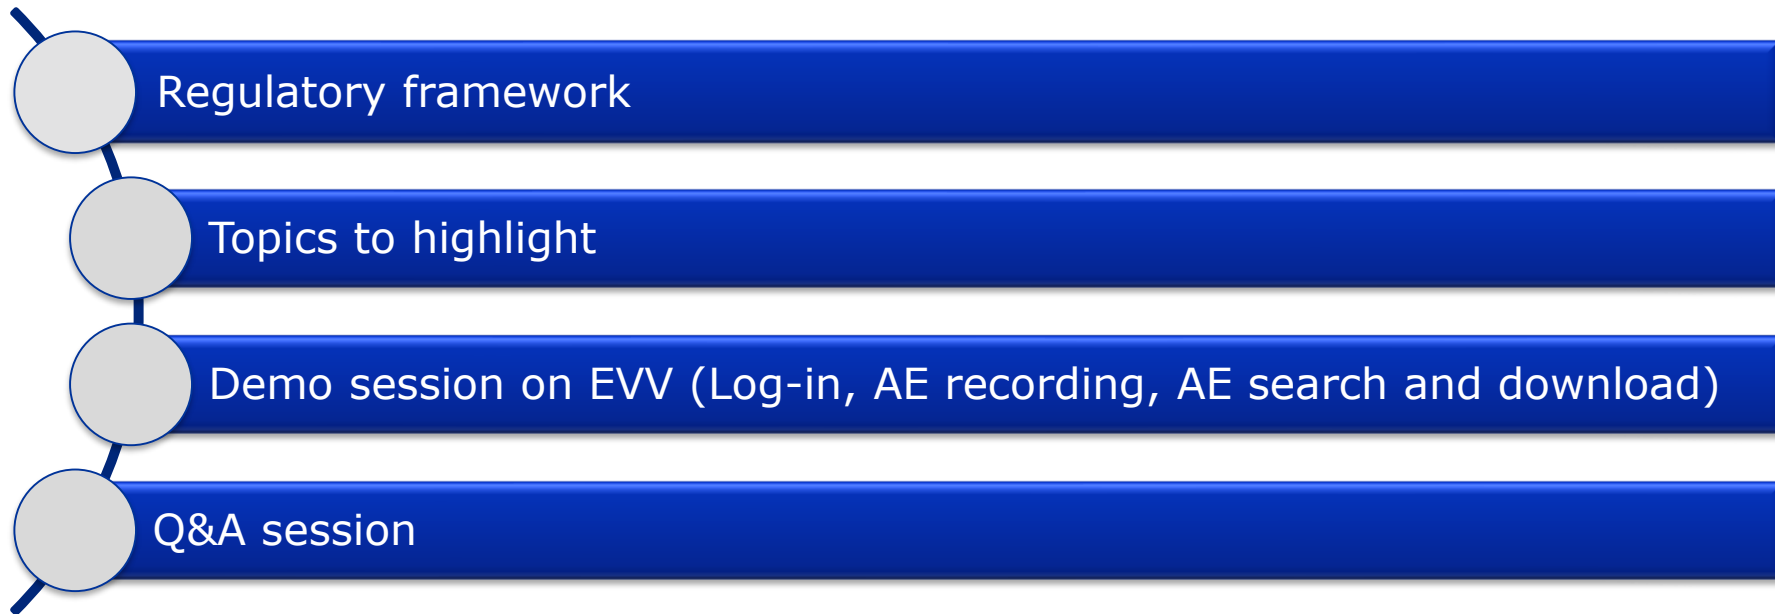 Regulatory framework
Topics to highlight
Demo session on EVV (Log-in, AE recording, AE search and download)
Q&A session